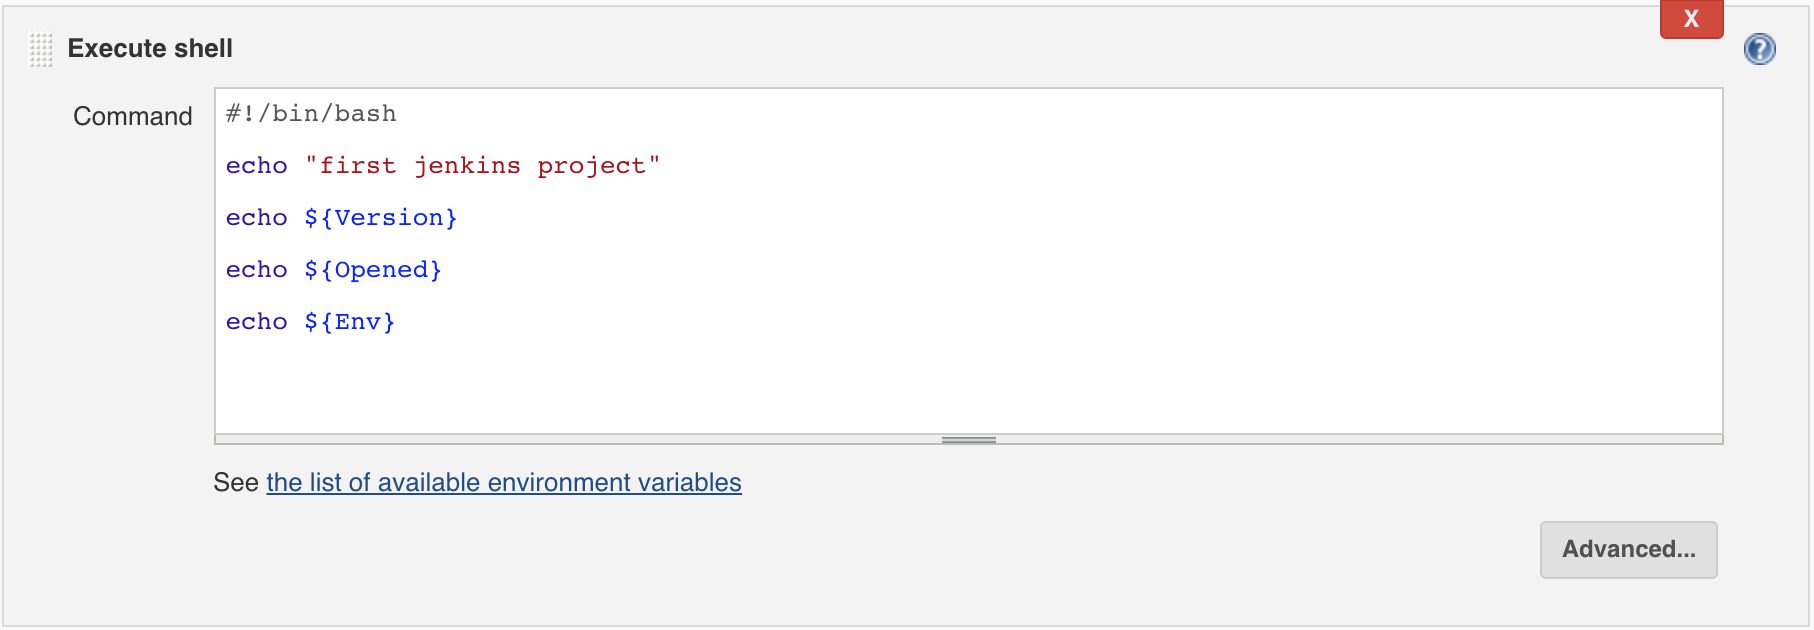 X
Execute shell
?
Command
#!/bin/bash
echo "first jenkins project"
echo ${Version}
echo ${Opened}
echo ${Env}
See the list of available environment variables
Advanced...